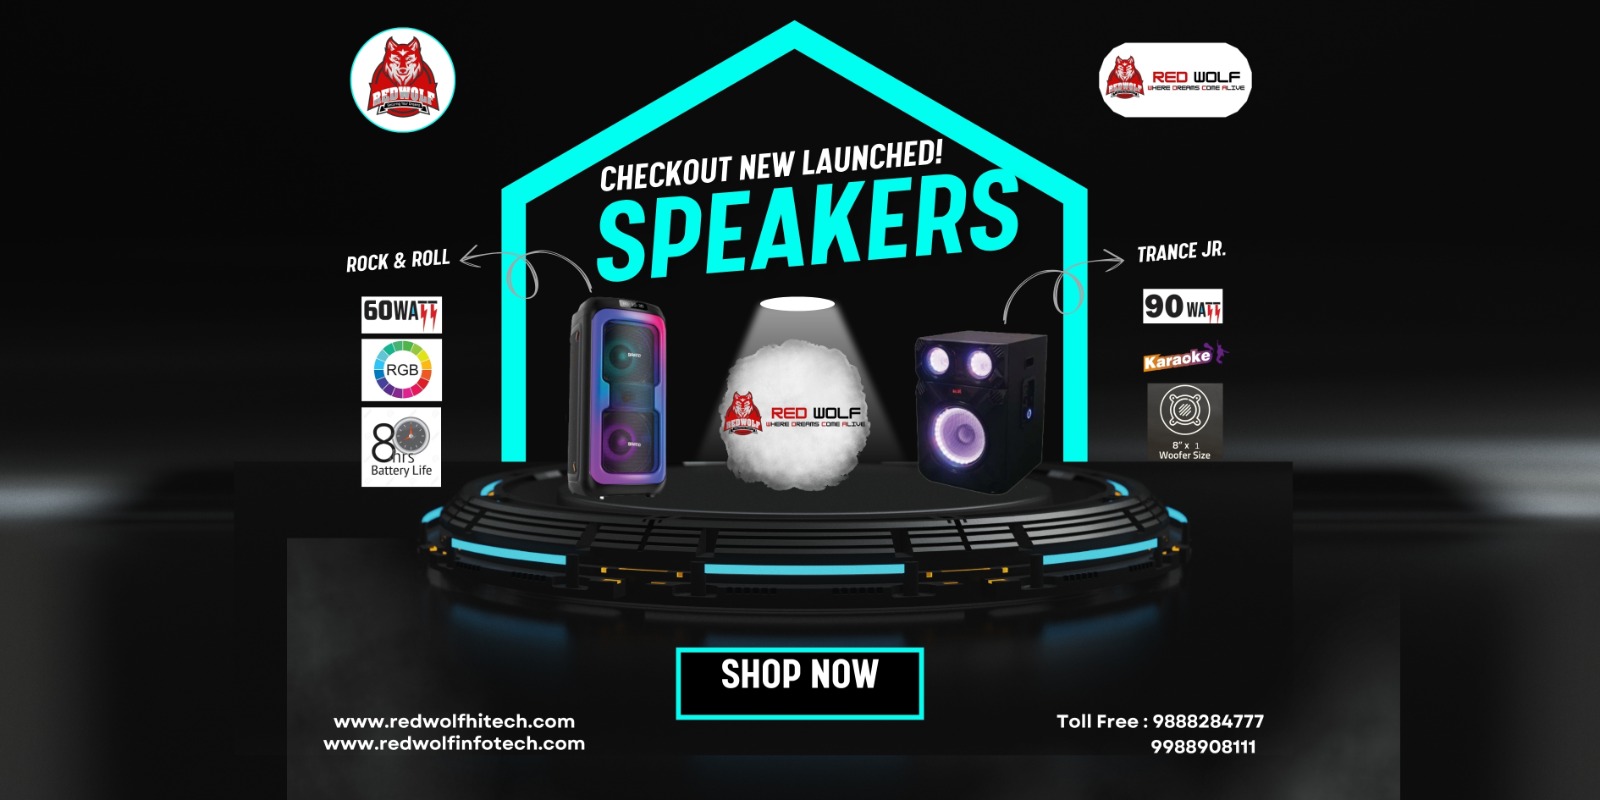 REDWOLF
RED WOLF
WHERE DREAMS COME ALIVE
REDWOLF
CHECKOUT NEW LAUNCHED!
SPEAKERS
ROCK & ROLL
60WATT
RGB
8hrs
Battery Life
TRANCE JR.
90 WATT
Karaoke
8" x 1
Woofer Size
RED WOLF
WHERE DREAMS COME ALIVE
REDWOLF
SHOP NOW
www.redwolfhitech.com
www.redwolfinfotech.com
Toll Free : 9888284777
9988908111